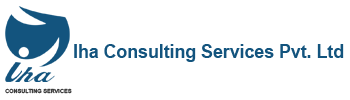 Iha Consulting Services Pvt. Ltd
Iha
CONSULTING SERVICES